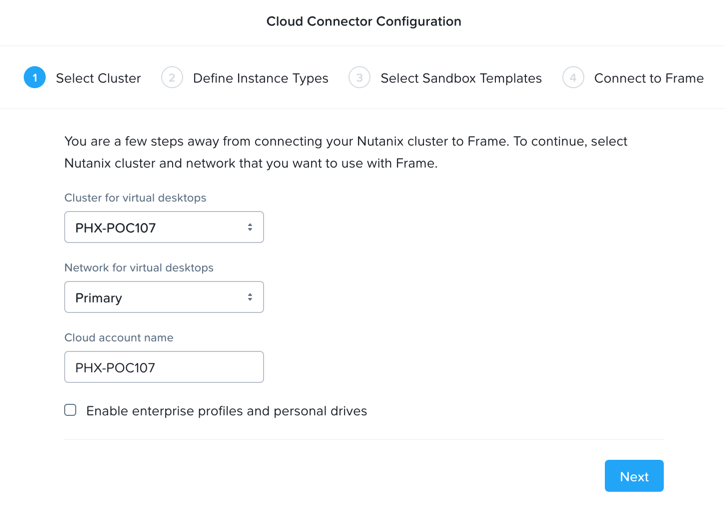 Cloud Connector Configuration
1 Select Cluster 2 Define Instance Types 3 Select Sandbox Templates 4 Connect to Frame
You are a few steps away from connecting your Nutanix cluster to Frame. To continue, select
Nutanix cluster and network that you want to use with Frame.
Cluster for virtual desktops
PHX-POC107
Network for virtual desktops
Primary
Cloud account name
PHX-POC107
Enable enterprise profiles and personal drives
Next